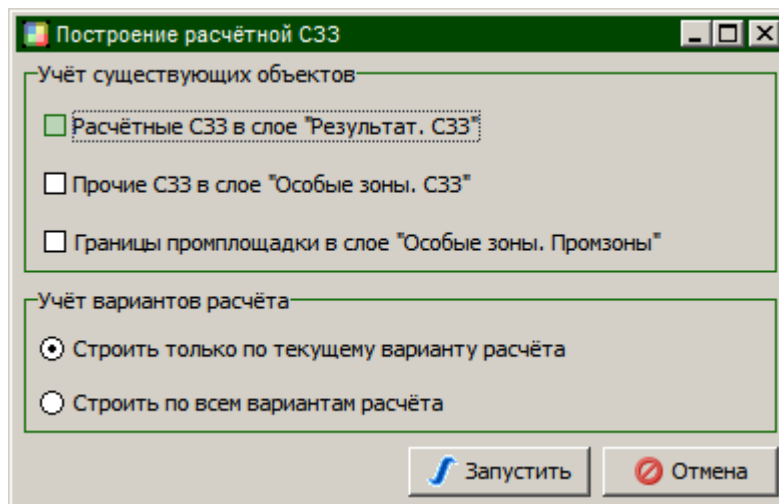 Построение расчётной СЗЗ
Учёт существующих объектов
Расчётные СЗЗ в слое "Результат. СЗЗ"
Прочие СЗЗ в слое "Особые зоны. СЗЗ"
Границы промплощадки в слое "Особые зоны. Промзоны"
Учёт вариантов расчёта
Строить только по текущему варианту расчёта
Строить по всем вариантам расчёта
Запустить
Отмена